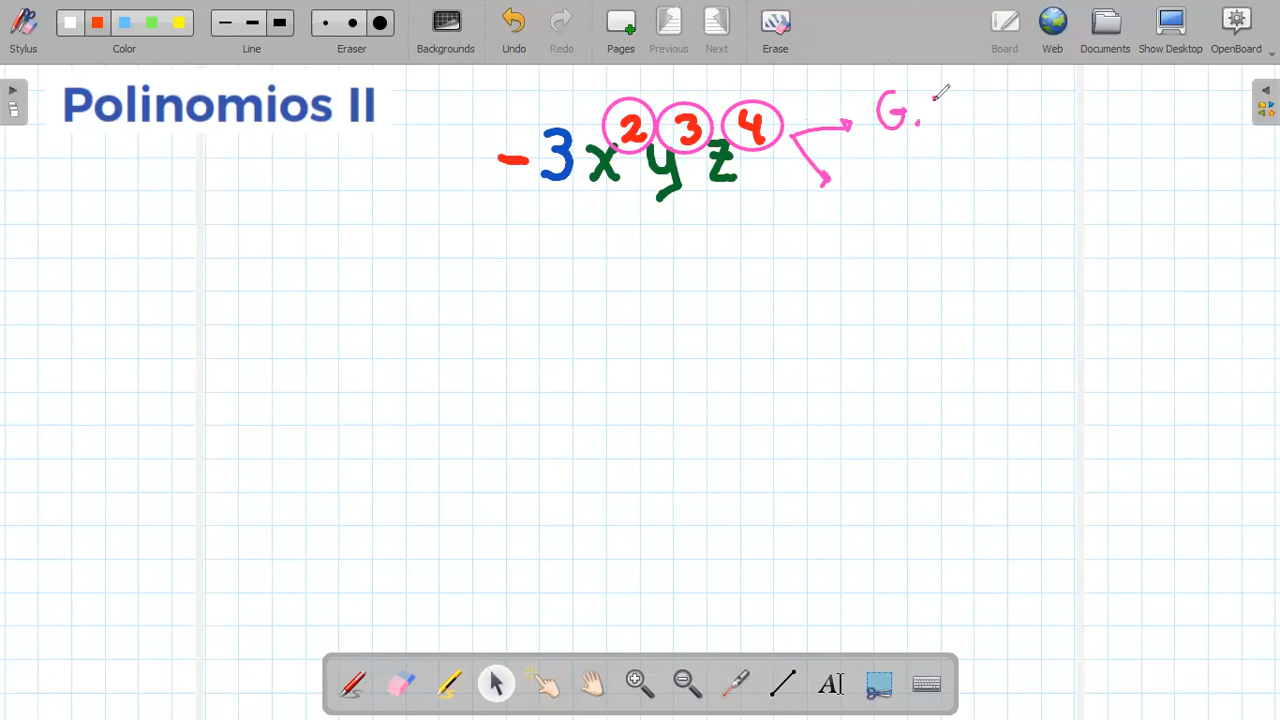 Stylus Color Line Eraser Backgrounds Undo Redo Pages Previous Next Erase Board Web Documents Show Desktop OpenBoard
Polinomios II
-3x²y³z⁴
G.